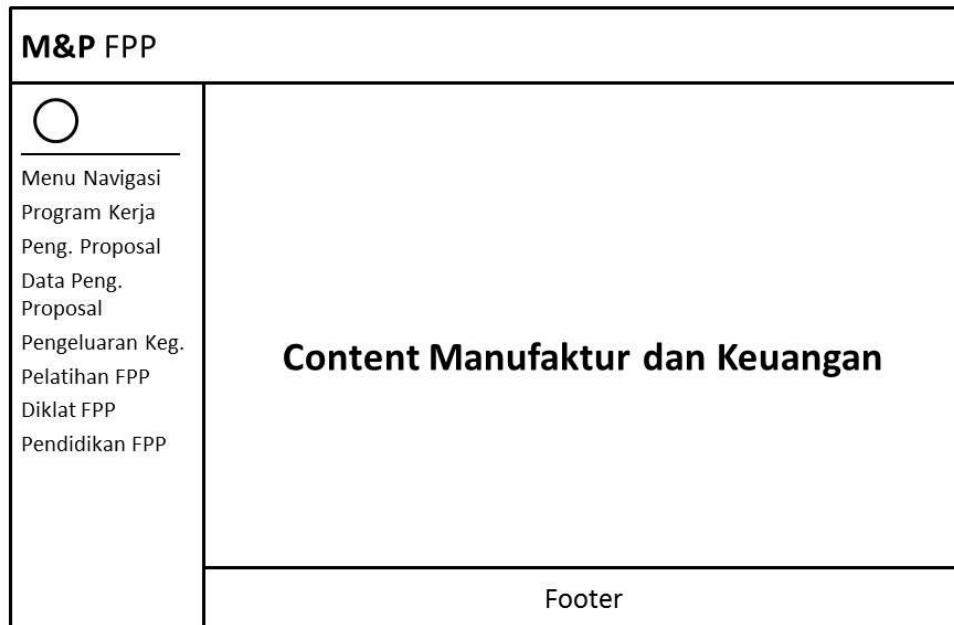 M&P FPP
Menu Navigasi
Program Kerja
Peng. Proposal
Data Peng.
Proposal
Pengeluaran Keg.
Pelatihan FPP
Diklat FPP
Pendidikan FPP
Content Manufaktur dan Keuangan
Footer